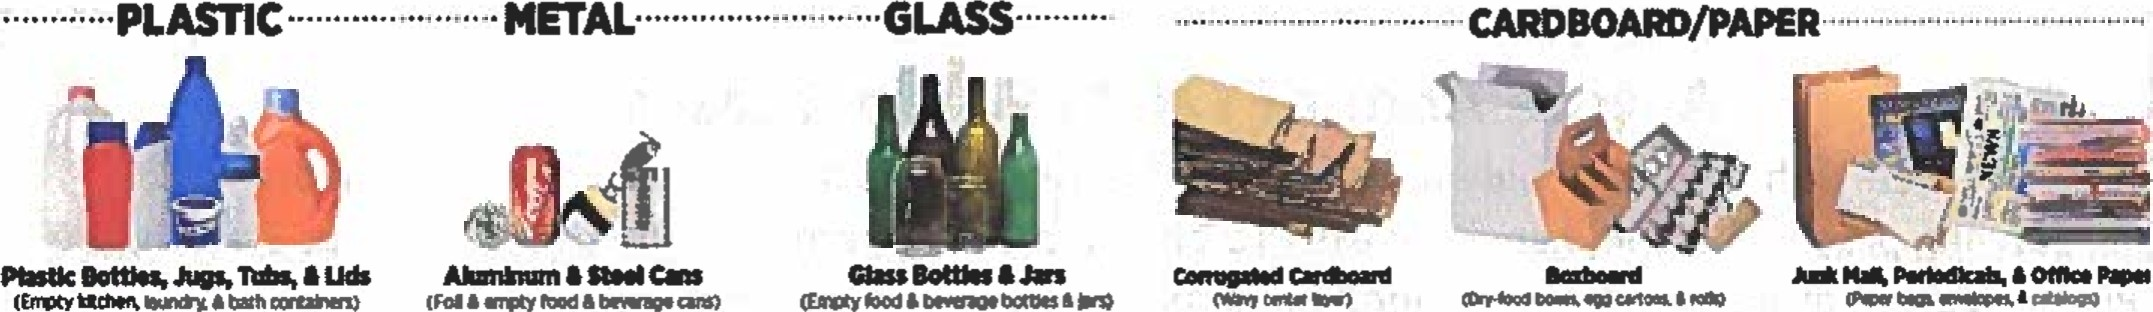 PLASTIC
METAL
GLASS
CARDBOARD/PAPER
Plastic Bottles, Jugs, Tubs, & Lids
(Empty kitchen, laundry, & bath containers)
Aluminum & Steel Cans
(Foil & empty food & beverage cans)
Glass Bottles & Jars
(Empty food & beverage bottles & jars)
Corrugated Cardboard
(Wavy center layer)
Boxboard
(Dry-food boxes, egg cartons, & rolls)
Junk Mail, Periodicals, & Office Paper
(Paper bags, envelopes, & catalogs)